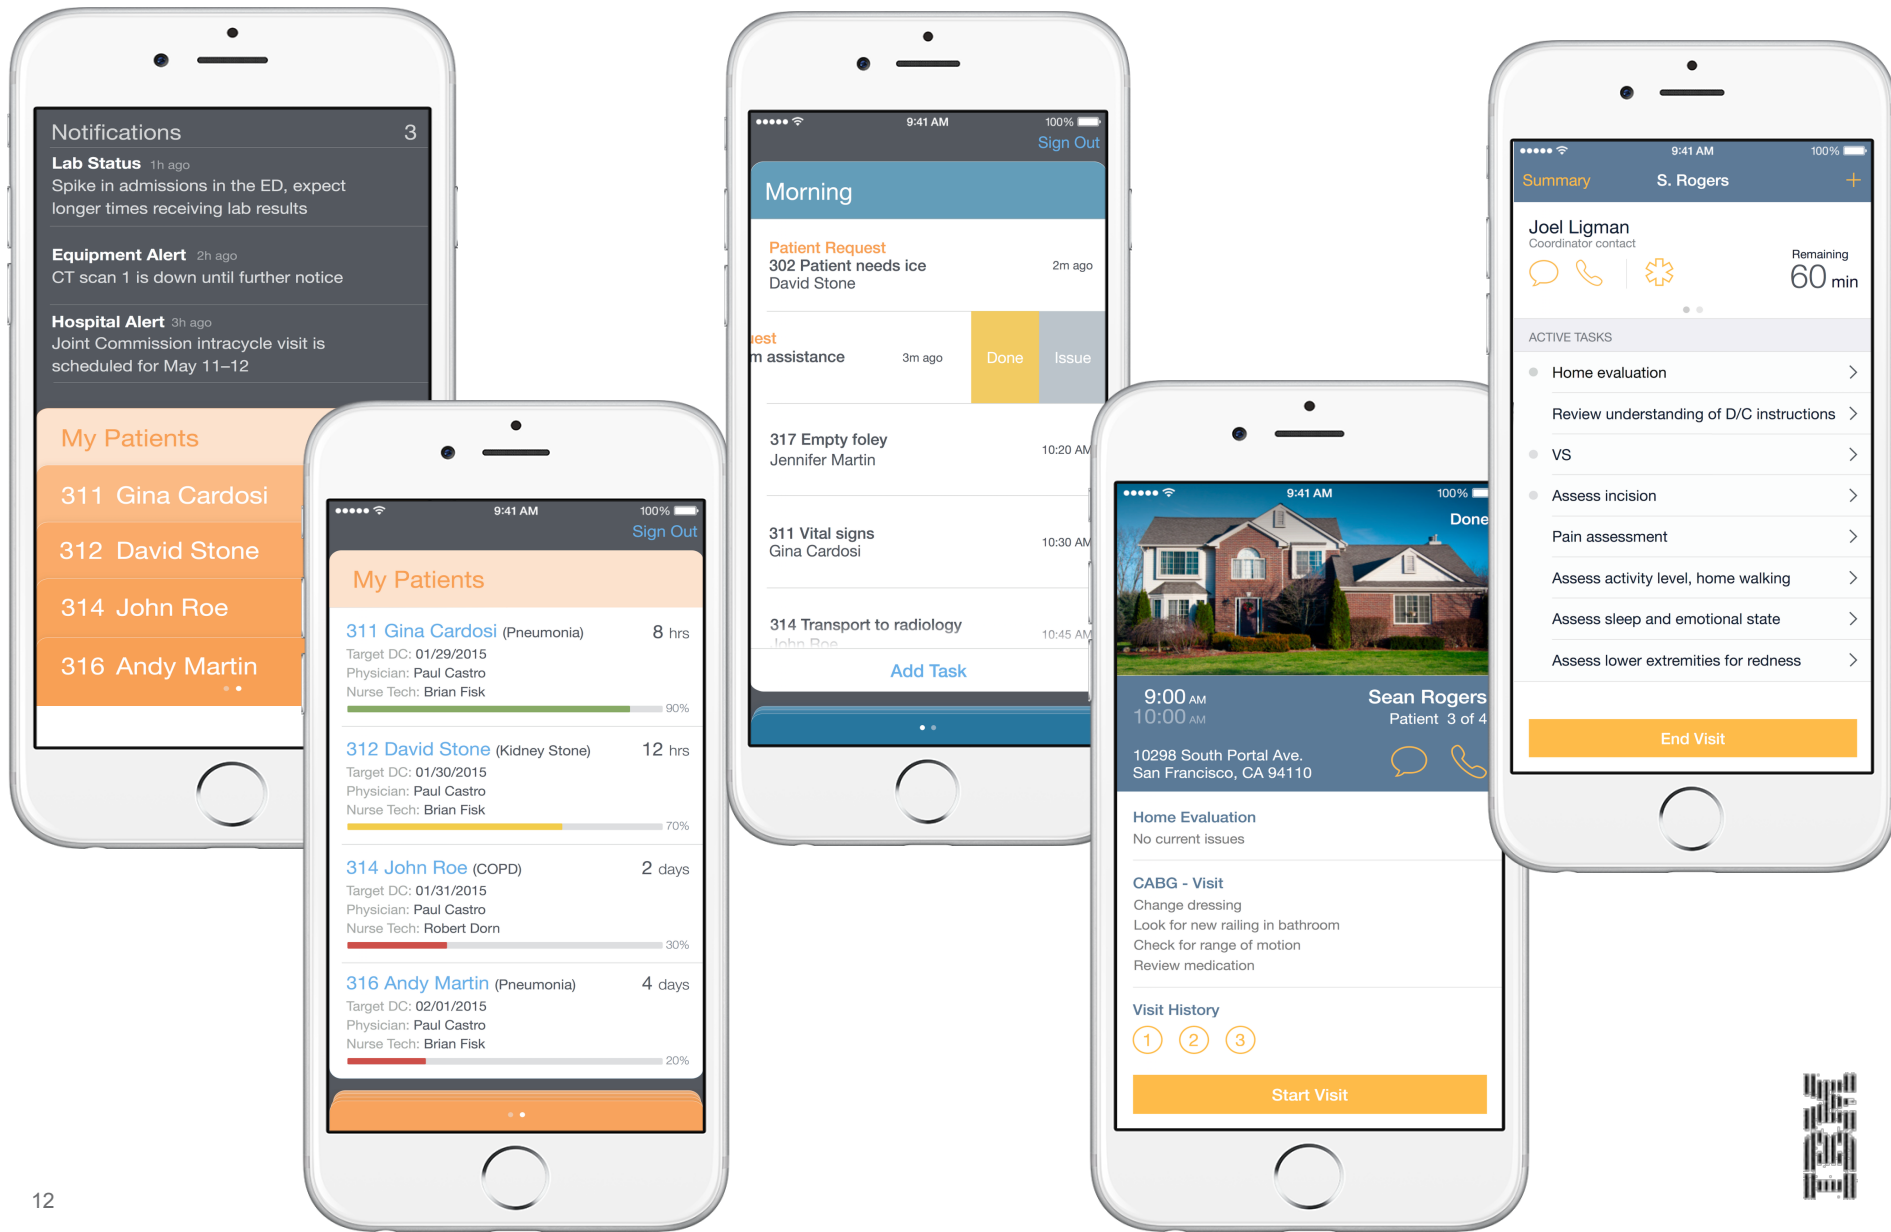 Notifications 3
Lab Status 1h ago
Spike in admissions in the ED, expect
longer times receiving lab results
Equipment Alert 2h ago
CT scan 1 is down until further notice
Hospital Alert 3h ago
Joint Commission intracycle visit is
scheduled for May 11–12
My Patients
311 Gina Cardosi
312 David Stone
314 John Roe
316 Andy Martin
9:41 AM 100%
Sign Out
My Patients
311 Gina Cardosi (Pneumonia) 8 hrs
Target DC: 01/29/2015
Physician: Paul Castro
Nurse Tech: Brian Fisk
90%
312 David Stone (Kidney Stone) 12 hrs
Target DC: 01/30/2015
Physician: Paul Castro
Nurse Tech: Brian Fisk
70%
314 John Roe (COPD) 2 days
Target DC: 01/31/2015
Physician: Paul Castro
Nurse Tech: Robert Dorn
30%
316 Andy Martin (Pneumonia) 4 days
Target DC: 02/01/2015
Physician: Paul Castro
Nurse Tech: Brian Fisk
20%
9:41 AM 100%
Sign Out
Morning
Patient Request
302 Patient needs ice 2m ago
David Stone
uest
m assistance 3m ago Done Issue
317 Empty foley 10:20 AM
Jennifer Martin
311 Vital signs 10:30 AM
Gina Cardosi
314 Transport to radiology 10:45 AM
John Roe
Add Task
9:41 AM 100%
Done
9:00 AM Sean Rogers
10:00 AM Patient 3 of 4
10298 South Portal Ave.
San Francisco, CA 94110
Home Evaluation
No current issues
CABG - Visit
Change dressing
Look for new railing in bathroom
Check for range of motion
Review medication
Visit History
1 2 3
Start Visit
9:41 AM 100%
Summary S. Rogers +
Joel Ligman
Coordinator contact
Remaining
60 min
ACTIVE TASKS
Home evaluation
Review understanding of D/C instructions
VS
Assess incision
Pain assessment
Assess activity level, home walking
Assess sleep and emotional state
Assess lower extremities for redness
End Visit
IBM
12